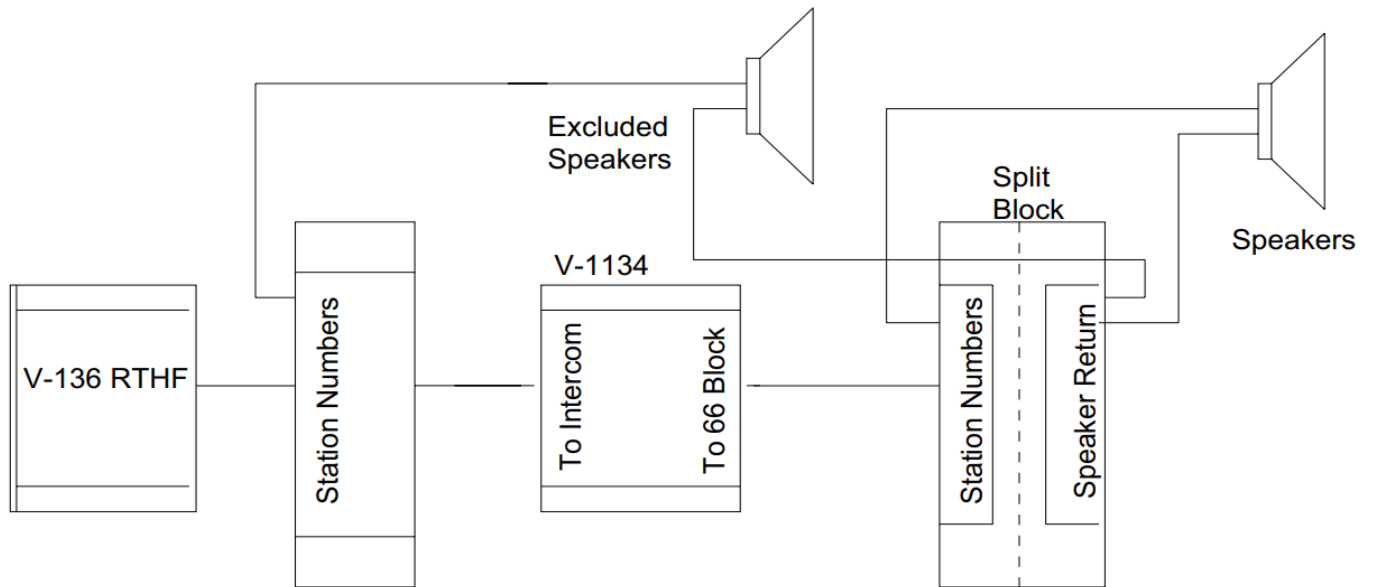 Excluded
Speakers
Split
Block
Speakers
V-1134
V-136 RTHF
Station Numbers
To Intercom
To 66 Block
Station Numbers
Speaker Return